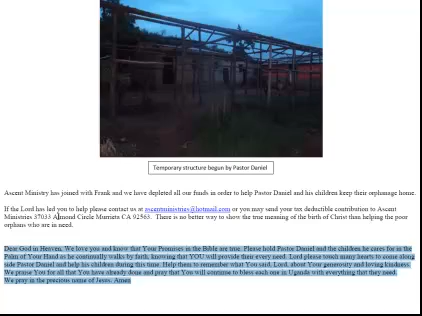 Temporary structure begun by Pastor Daniel
Ascent Ministry has joined with Frank and we have depleted all our funds in order to help Pastor Daniel and his children keep their orphanage home.
If the Lord has led you to help please contact us at ascentministries@hotmail.com or you may send your tax deductible contribution to Ascent
Ministries 37033 Almond Circle Murrieta CA 92563. There is no better way to show the true meaning of the birth of Christ than helping the poor
orphans who are in need.
Dear God in Heaven, We love you and know that Your Promises in the Bible are true. Please hold Pastor Daniel and the children he cares for in the
Palm of Your Hand as he continually walks by faith, knowing that YOU will provide their every need. Lord please touch many hearts to come along
side Pastor Daniel and help his children during this time. Help them to remember what You said, Lord, about Your generosity and loving kindness.
We praise You for all that You have already done and pray that You will continue to bless each one in Uganda with everything that they need.
We pray in the precious name of Jesus. Amen